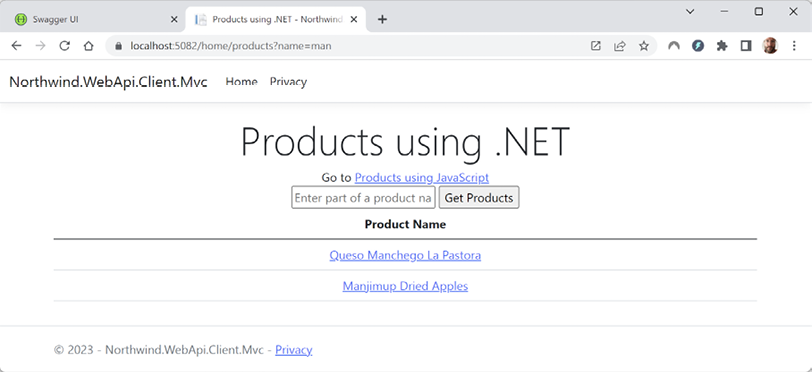 Swagger UI
Products using .NET - Northwind.
localhost:5082/home/products?name=man
Northwind.WebApi.Client.Mvc Home Privacy
Products using .NET
Go to Products using JavaScript
Enter part of a product na Get Products
Product Name
Queso Manchego La Pastora
Manjimup Dried Apples
© 2023 - Northwind.WebApi.Client.Mvc - Privacy